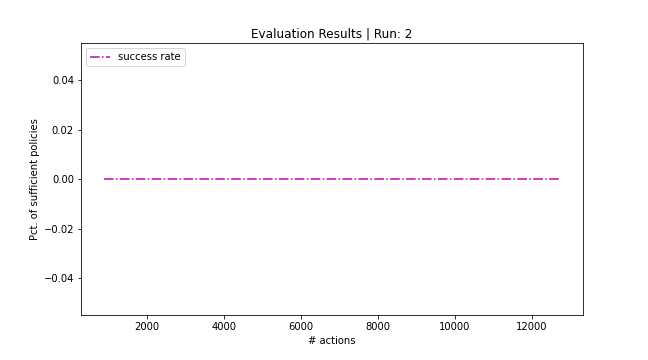 Evaluation Results | Run: 2
success rate
Pct. of sufficient policies
0.04
0.02
0.00
−0.02
−0.04
2000 4000 6000 8000 10000 12000
# actions